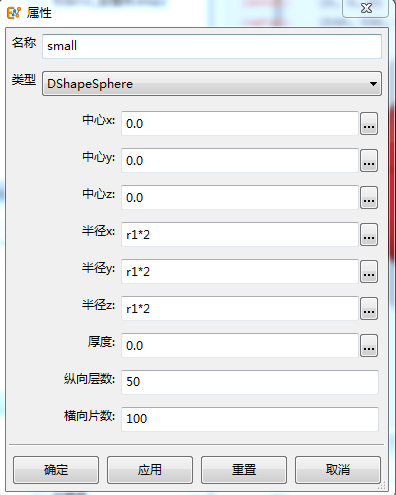 属性
名称 small
类型 DShapeSphere
中心x: 0.0 ...
中心y: 0.0 ...
中心z: 0.0 ...
半径x: r1*2 ...
半径y: r1*2 ...
半径z: r1*2 ...
厚度: 0.0 ...
纵向层数: 50
横向片数: 100
确定 应用 重置 取消